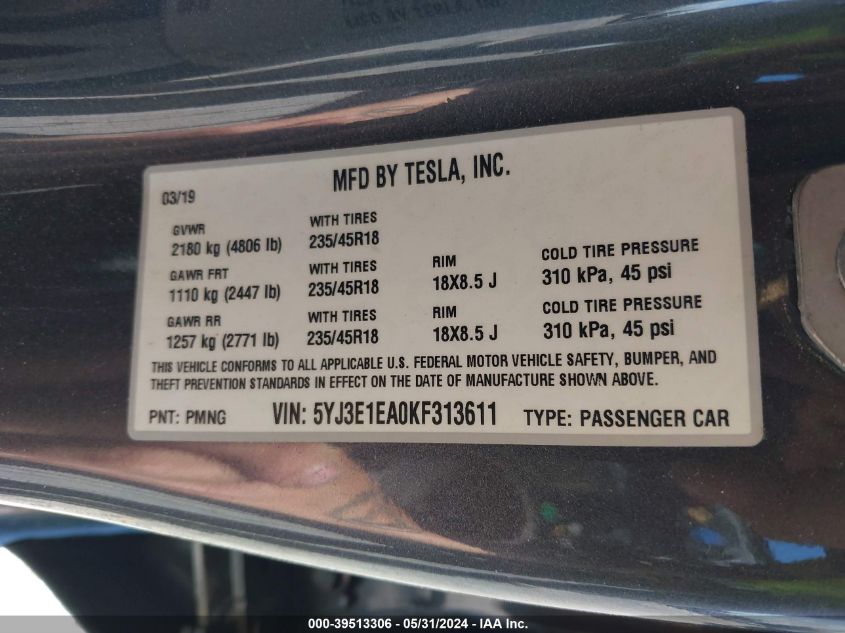 MFD BY TESLA, INC.
03/19
GVWR
2180 kg (4806 lb)
WITH TIRES
235/45R18
GAWR FRT
1110 kg (2447 lb)
WITH TIRES
235/45R18
RIM
18X8.5 J
COLD TIRE PRESSURE
310 kPa, 45 psi
GAWR RR
1257 kg (2771 lb)
WITH TIRES
235/45R18
RIM
18X8.5 J
COLD TIRE PRESSURE
310 kPa, 45 psi
THIS VEHICLE CONFORMS TO ALL APPLICABLE U.S. FEDERAL MOTOR VEHICLE SAFETY, BUMPER, AND
THEFT PREVENTION STANDARDS IN EFFECT ON THE DATE OF MANUFACTURE SHOWN ABOVE.
PNT: PMNG VIN: 5YJ3E1EA0KF313611 TYPE: PASSENGER CAR
000-39513306 - 05/31/2024 - IAA Inc.